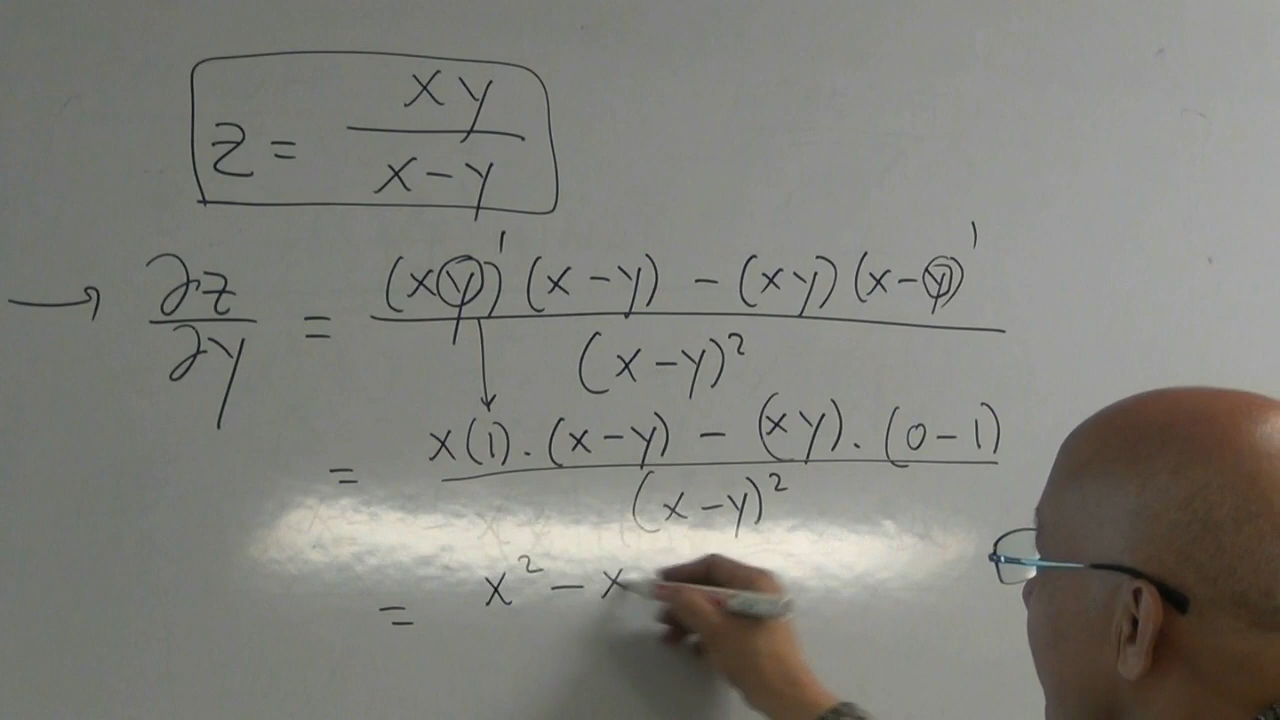 z = xy / x-y
→ ∂z/∂y = (xy)'(x-y) - (xy)(x-y)' / (x-y)²
= x(1).(x-y) - (xy).(0-1) / (x-y)²
= x² - x